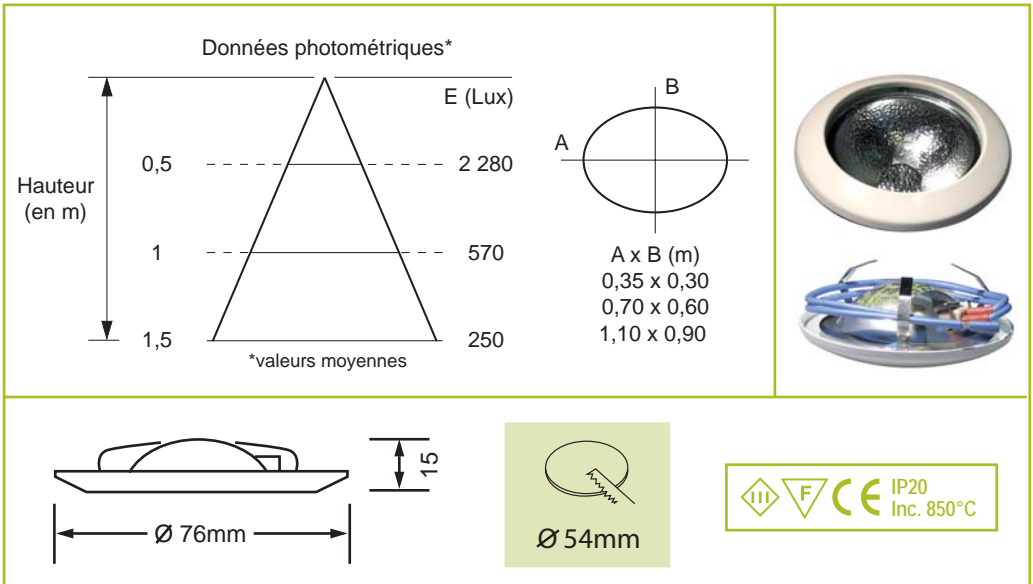 Données photométriques*
E (Lux)
Hauteur
(en m)
0,5
2 280
1
570
1,5
250
*valeurs moyennes
B
A
A x B (m)
0,35 x 0,30
0,70 x 0,60
1,10 x 0,90
15
Ø 76mm
Ø 54mm
III
F
CE
IP20
Inc. 850°C